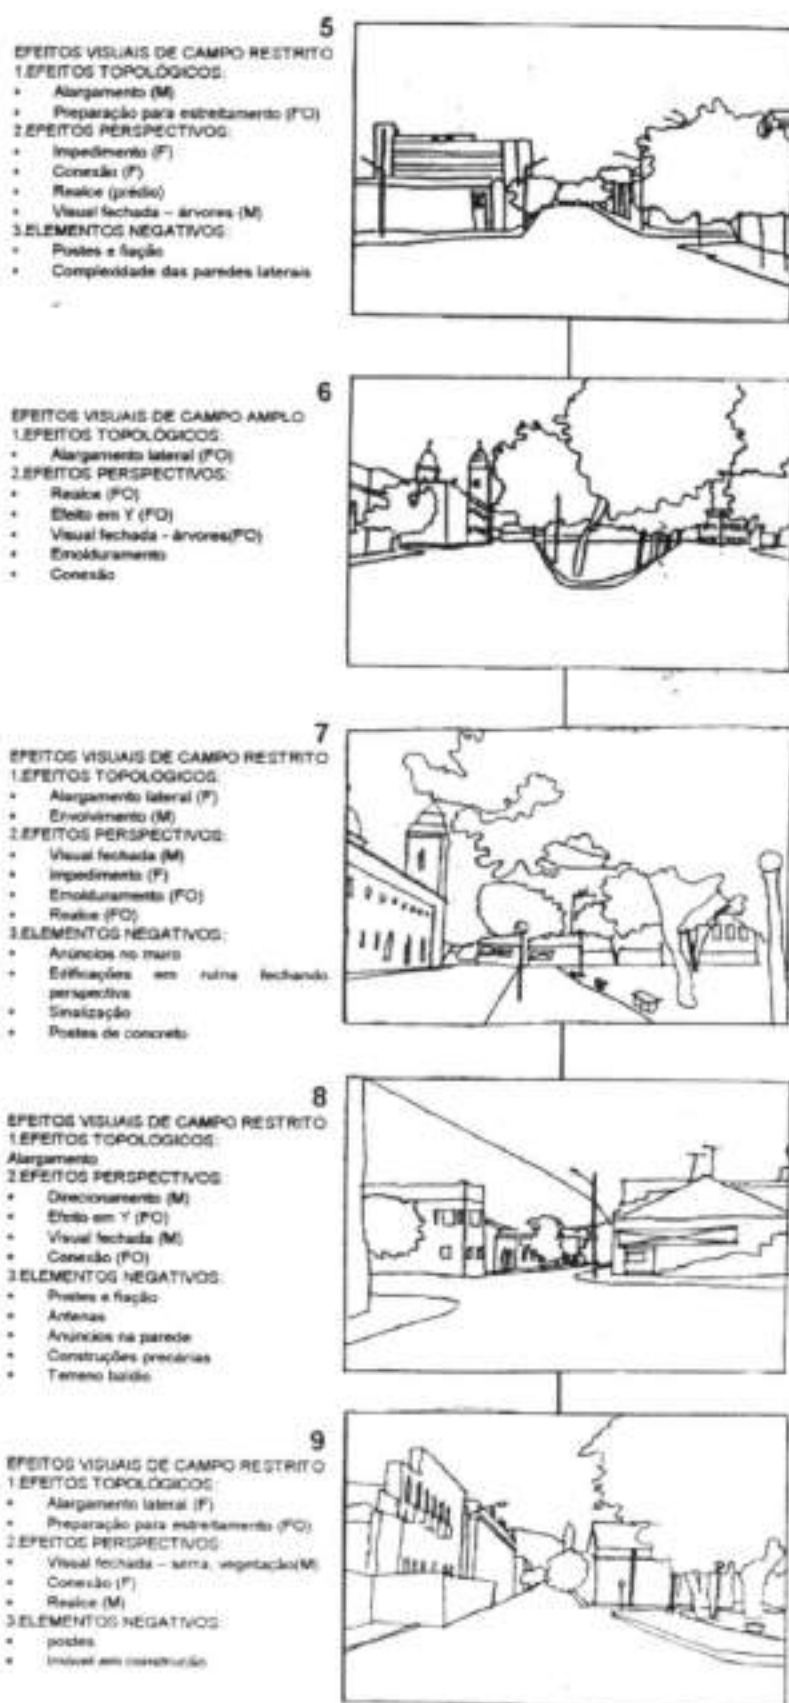 5
EFEITOS VISUAIS DE CAMPO RESTRITO
1.EFEITOS TOPOLÓGICOS:
• Alargamento (M)
• Preparação para estreitamento (FO)
2.EFEITOS PERSPECTIVOS:
• Impedimento (F)
• Conexão (F)
• Realce (prédio)
• Visual fechada – árvores (M)
3.ELEMENTOS NEGATIVOS:
• Postes e fiação
• Complexidade das paredes laterais
6
EFEITOS VISUAIS DE CAMPO AMPLO
1.EFEITOS TOPOLÓGICOS:
• Alargamento lateral (FO)
2.EFEITOS PERSPECTIVOS:
• Realce (FO)
• Efeito em Y (FO)
• Visual fechada - árvores(FO)
• Emolduramento
• Conexão
7
EFEITOS VISUAIS DE CAMPO RESTRITO
1.EFEITOS TOPOLOGICOS:
• Alargamento lateral (F)
• Envolvimento (M)
2.EFEITOS PERSPECTIVOS:
• Visual fechada (M)
• Impedimento (F)
• Emolduramento (FO)
• Realce (FO)
3.ELEMENTOS NEGATIVOS:
• Anúncios no muro
• Edificações em ruína fechando
perspectiva
• Sinalização
• Postes de concreto
8
EFEITOS VISUAIS DE CAMPO RESTRITO
1.EFEITOS TOPOLÓGICOS:
Alargamento
2.EFEITOS PERSPECTIVOS:
• Direcionamento (M)
• Efeito em Y (FO)
• Visual fechada (M)
• Conexão (FO)
3.ELEMENTOS NEGATIVOS:
• Postes e fiação
• Antenas
• Anúncios na parede
• Construções precárias
• Terreno baldio
9
EFEITOS VISUAIS DE CAMPO RESTRITO
1.EFEITOS TOPOLÓGICOS:
• Alargamento lateral (F)
• Preparação para estreitamento (FO)
2.EFEITOS PERSPECTIVOS:
• Visual fechada – serra, vegetação(M)
• Conexão (F)
• Realce (M)
3.ELEMENTOS NEGATIVOS:
• postes
• Imóvel em construção